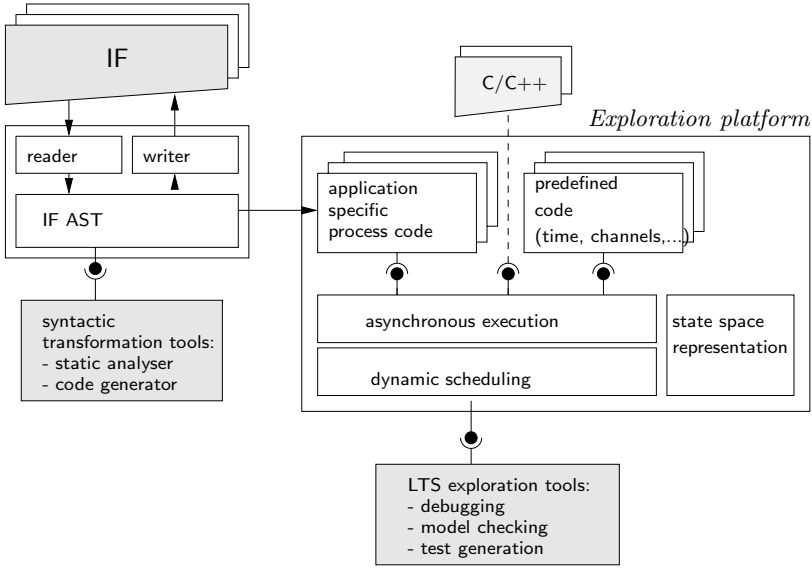 IF
C/C++
Exploration platform
reader
writer
IF AST
application
specific
process code
predefined
code
(time, channels,...)
syntactic
transformation tools:
- static analyser
- code generator
asynchronous execution
dynamic scheduling
state space
representation
LTS exploration tools:
- debugging
- model checking
- test generation